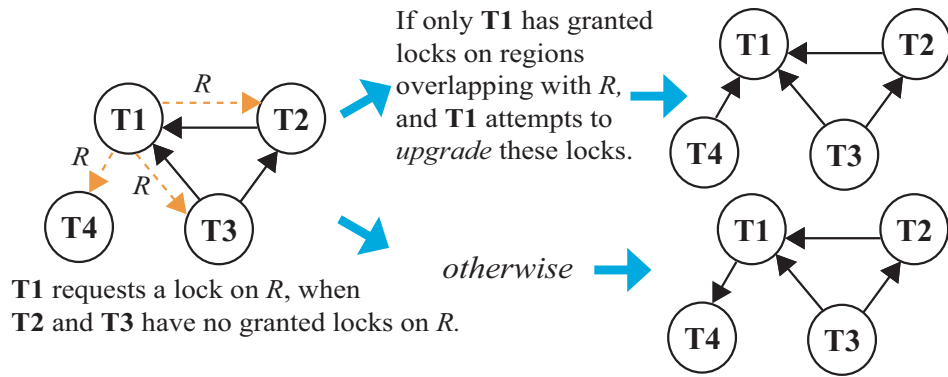 T1
R
T2
R
R
T4
T3
T1 requests a lock on R, when
T2 and T3 have no granted locks on R.
If only T1 has granted
locks on regions
overlapping with R,
and T1 attempts to
upgrade these locks.
T1
T2
T4
T3
otherwise
T1
T2
T4
T3